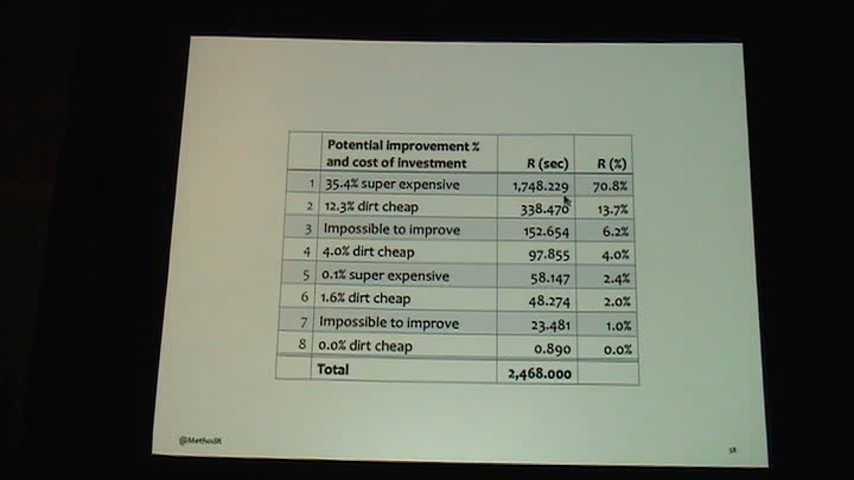 Potential improvement %
and cost of investment R (sec) R (%)
1 35.4% super expensive 1,748.229 70.8%
2 12.3% dirt cheap 338.470 13.7%
3 Impossible to improve 152.654 6.2%
4 4.0% dirt cheap 97.855 4.0%
5 0.1% super expensive 58.147 2.4%
6 1.6% dirt cheap 48.274 2.0%
7 Impossible to improve 23.481 1.0%
8 0.0% dirt cheap 0.890 0.0%
Total 2,468.000
@MethodR
58